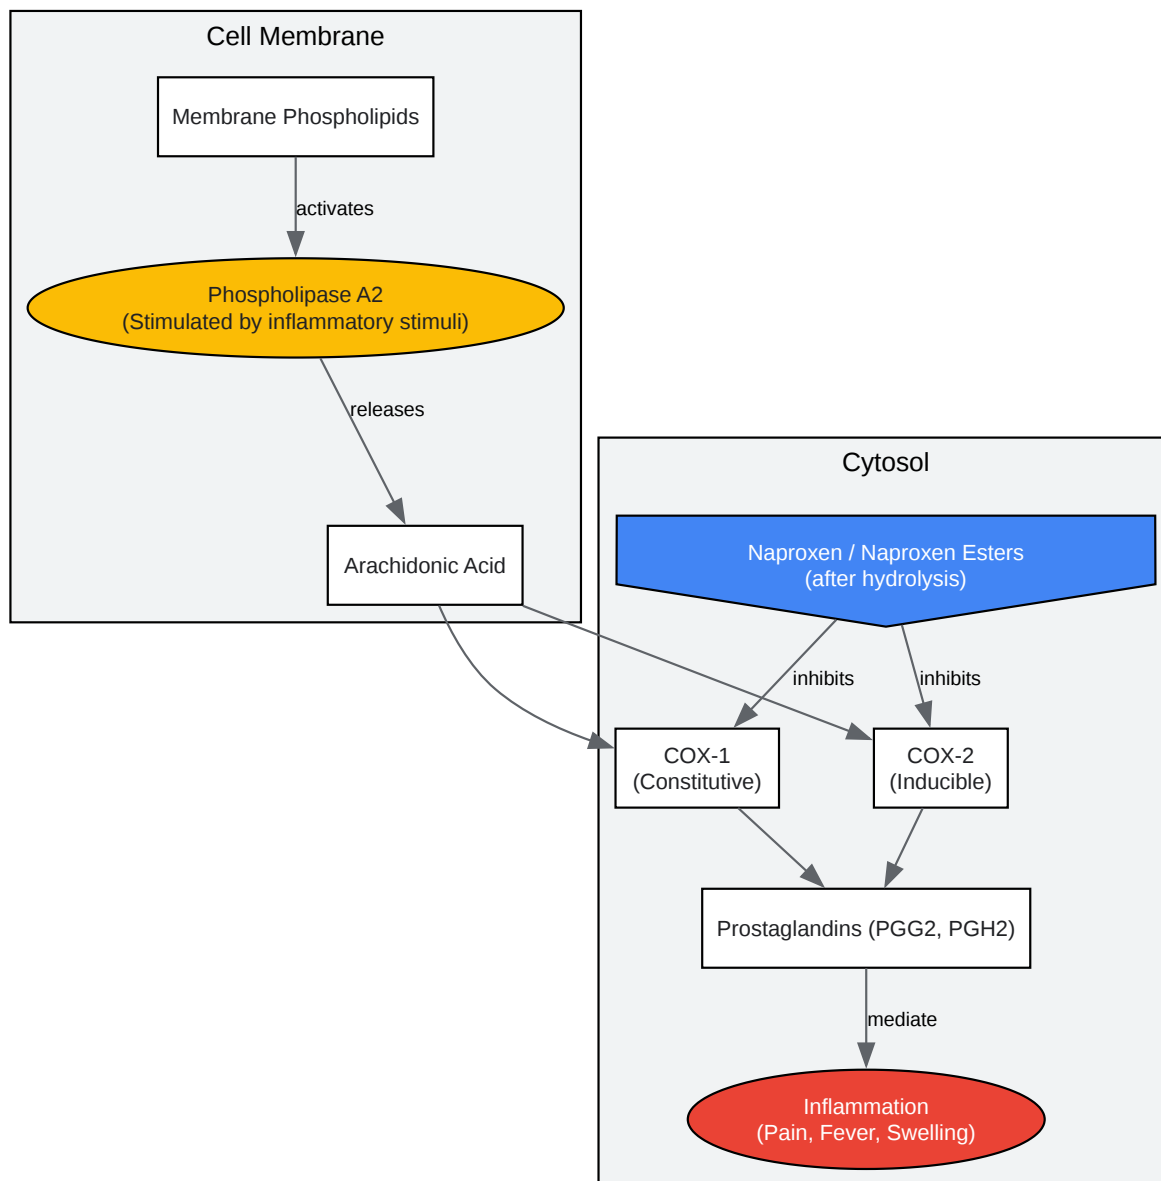 Cell Membrane
Membrane Phospholipids
activates
Phospholipase A2
(Stimulated by inflammatory stimuli)
releases
Arachidonic Acid
Cytosol
Naproxen / Naproxen Esters
(after hydrolysis)
inhibits
inhibits
COX-1
(Constitutive)
COX-2
(Inducible)
Prostaglandins (PGG2, PGH2)
mediate
Inflammation
(Pain, Fever, Swelling)